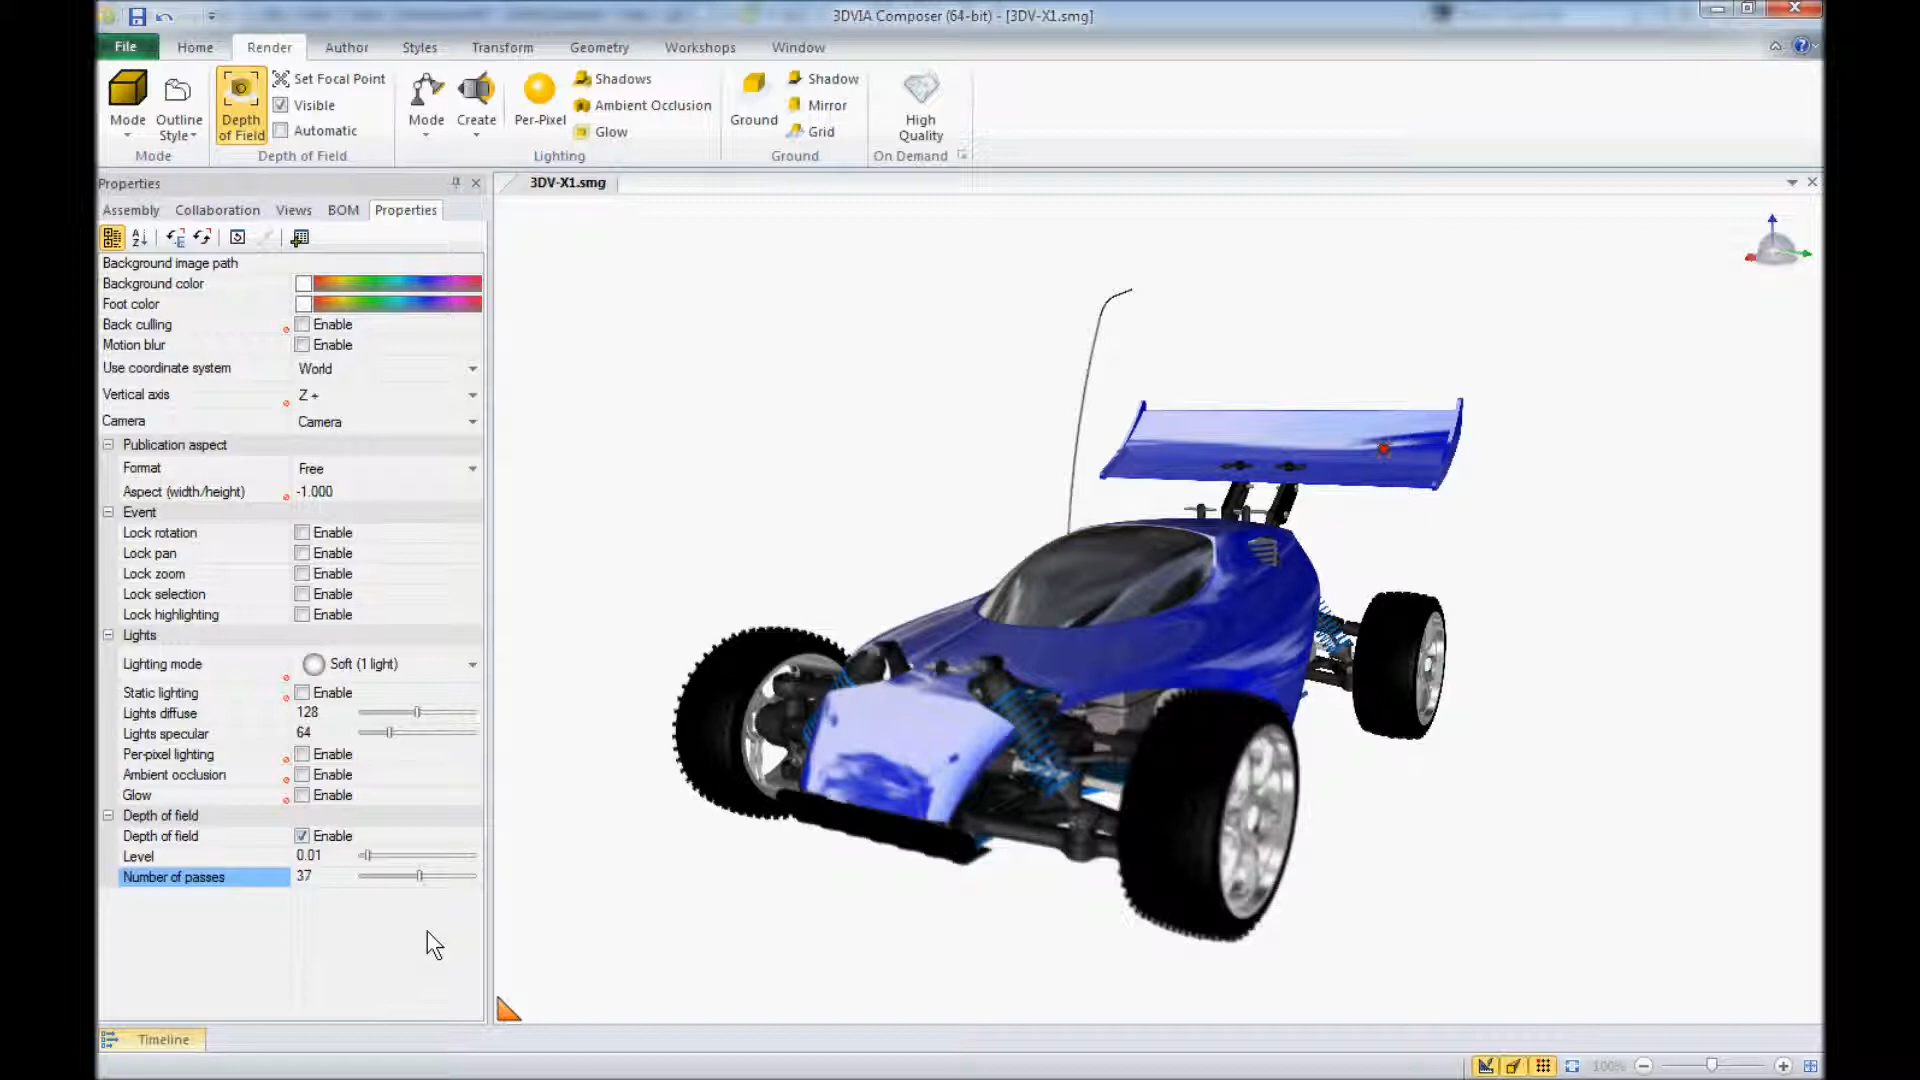 3DVIA Composer (64-bit) - [3DV-X1.smg]
File Home Render Author Styles Transform Geometry Workshops Window
Mode
Outline Style
Depth of Field
Set Focal Point
Visible
Automatic
Mode
Create
Per-Pixel
Shadows
Ambient Occlusion
Glow
Ground
Shadow
Mirror
Grid
High Quality
Mode Depth of Field Lighting Ground On Demand
Properties
3DV-X1.smg
Assembly Collaboration Views BOM Properties
Background image path
Background color
Foot color
Back culling Enable
Motion blur Enable
Use coordinate system World
Vertical axis Z +
Camera Camera
Publication aspect
Format Free
Aspect (width/height) -1.000
Event
Lock rotation Enable
Lock pan Enable
Lock zoom Enable
Lock selection Enable
Lock highlighting Enable
Lights
Lighting mode Soft (1 light)
Static lighting Enable
Lights diffuse 128
Lights specular 64
Per-pixel lighting Enable
Ambient occlusion Enable
Glow Enable
Depth of field
Depth of field Enable
Level 0.01
Number of passes 37
Timeline
100%